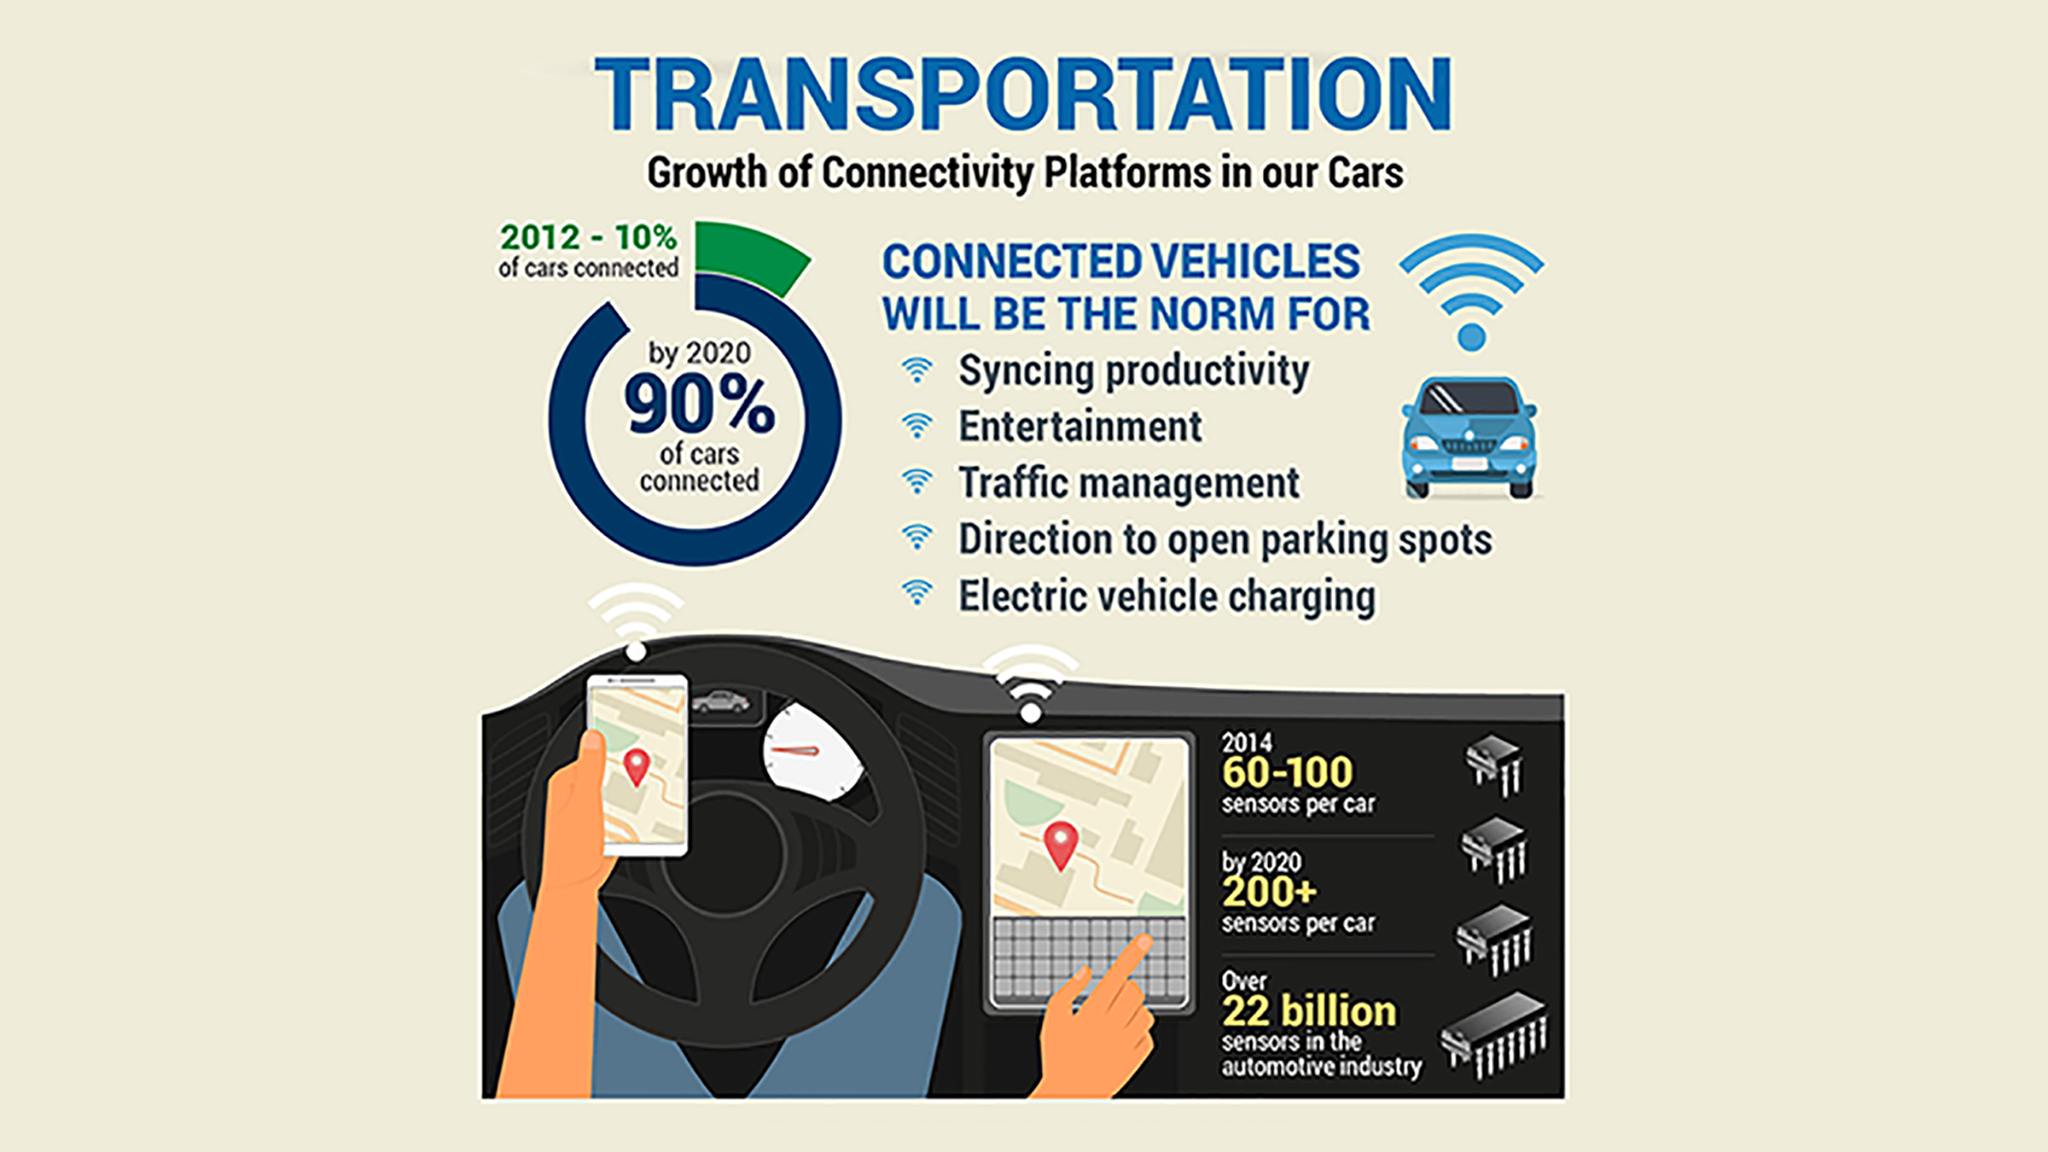 TRANSPORTATION
Growth of Connectivity Platforms in our Cars
2012 - 10%
of cars connected
by 2020
90%
of cars
connected
CONNECTED VEHICLES
WILL BE THE NORM FOR
Syncing productivity
Entertainment
Traffic management
Direction to open parking spots
Electric vehicle charging
2014
60-100
sensors per car
by 2020
200+
sensors per car
Over
22 billion
sensors in the
automotive industry